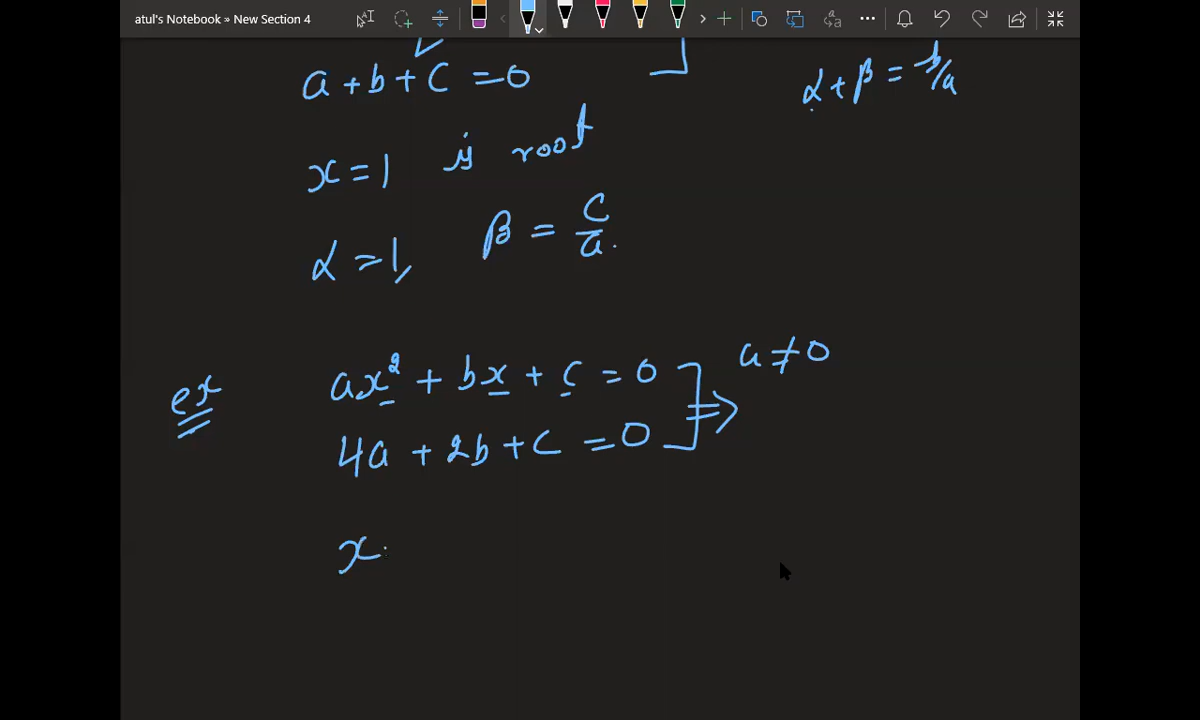 atul's Notebook » New Section 4
a + b + C = 0
α + β = -b/a
x = 1 is root
α = 1, β = C/a.
ex ax² + bx + c = 0 a ≠ 0
4a + 2b + C = 0 ⇒
x